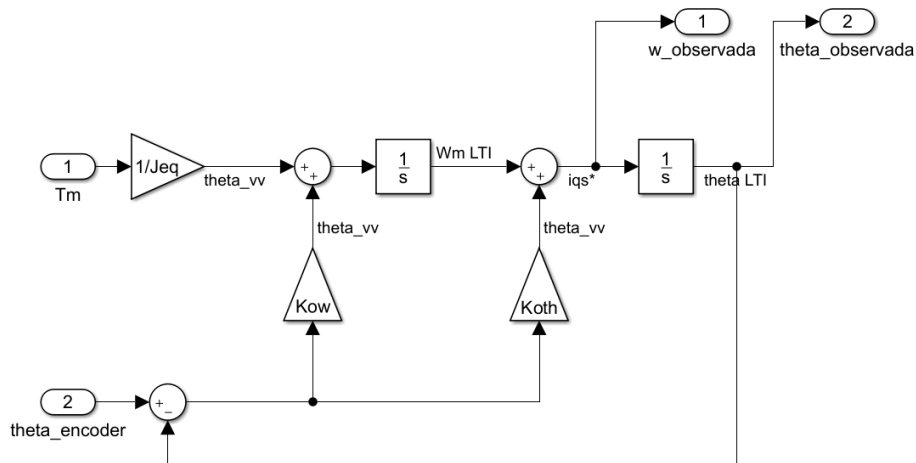 1
w_observada
2
theta_observada
1
Tm
1/Jeq
theta_vv
+
+
1
s
Wm LTI
+
+
iqs*
1
s
theta LTI
theta_vv
theta_vv
Kow
Koth
2
theta_encoder
+
−